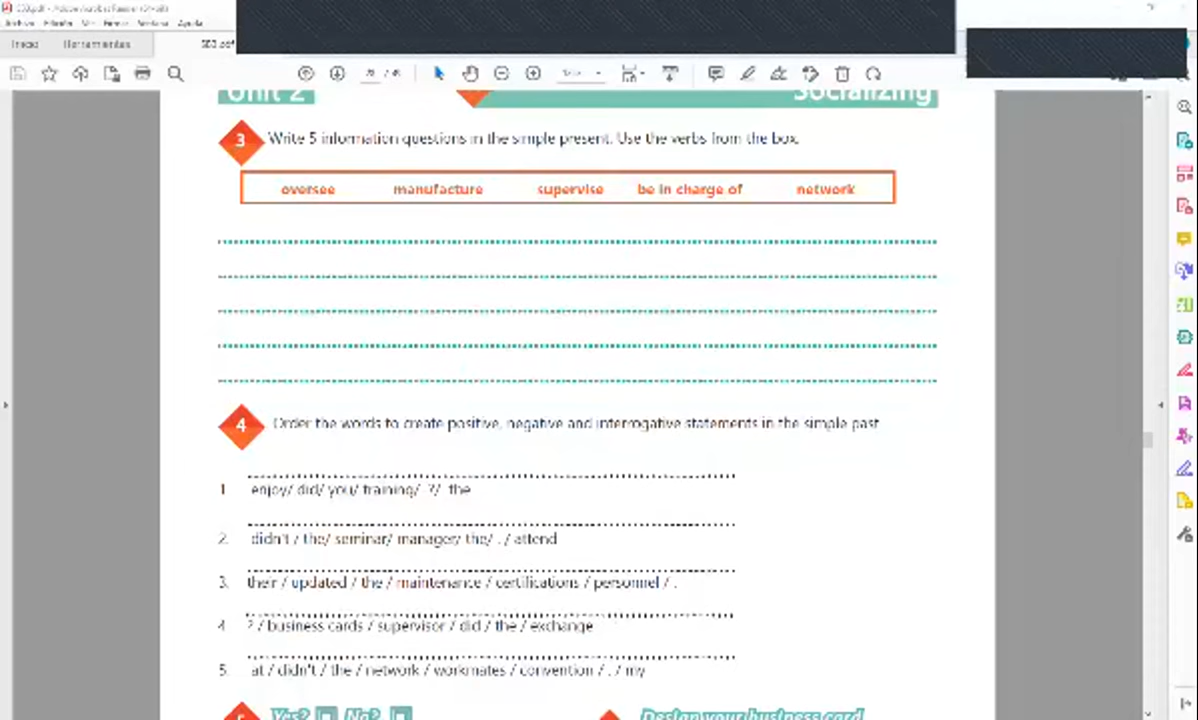 Inicio Herramientas
Unit 2 Socializing
3 Write 5 information questions in the simple present. Use the verbs from the box.
oversee manufacture supervise be in charge of network
4 Order the words to create positive, negative and interrogative statements in the simple past
1 enjoy/ did/ you/ training/ ?/ the
2. didn't / the/ seminar/ manager/ the/ . / attend
3. their / updated / the / maintenance / certifications / personnel / .
4 ? / business cards / supervisor / did / the / exchange
5. at / didn't / the / network / workmates / convention / . / my
Yes? No? Design your business card